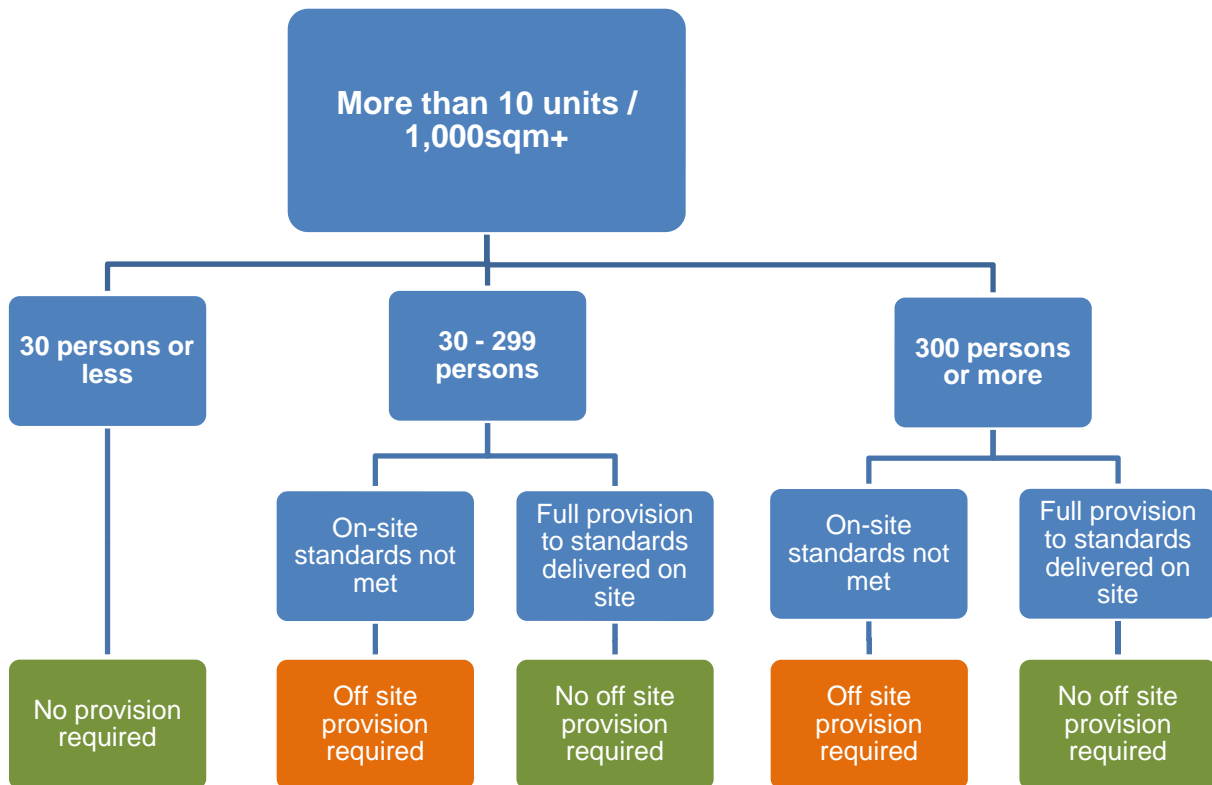 More than 10 units /
1,000sqm+
30 persons or
less
30 - 299
persons
300 persons
or more
On-site
standards not
met
Full provision
to standards
delivered on
site
On-site
standards not
met
Full provision
to standards
delivered on
site
No provision
required
Off site
provision
required
No off site
provision
required
Off site
provision
required
No off site
provision
required